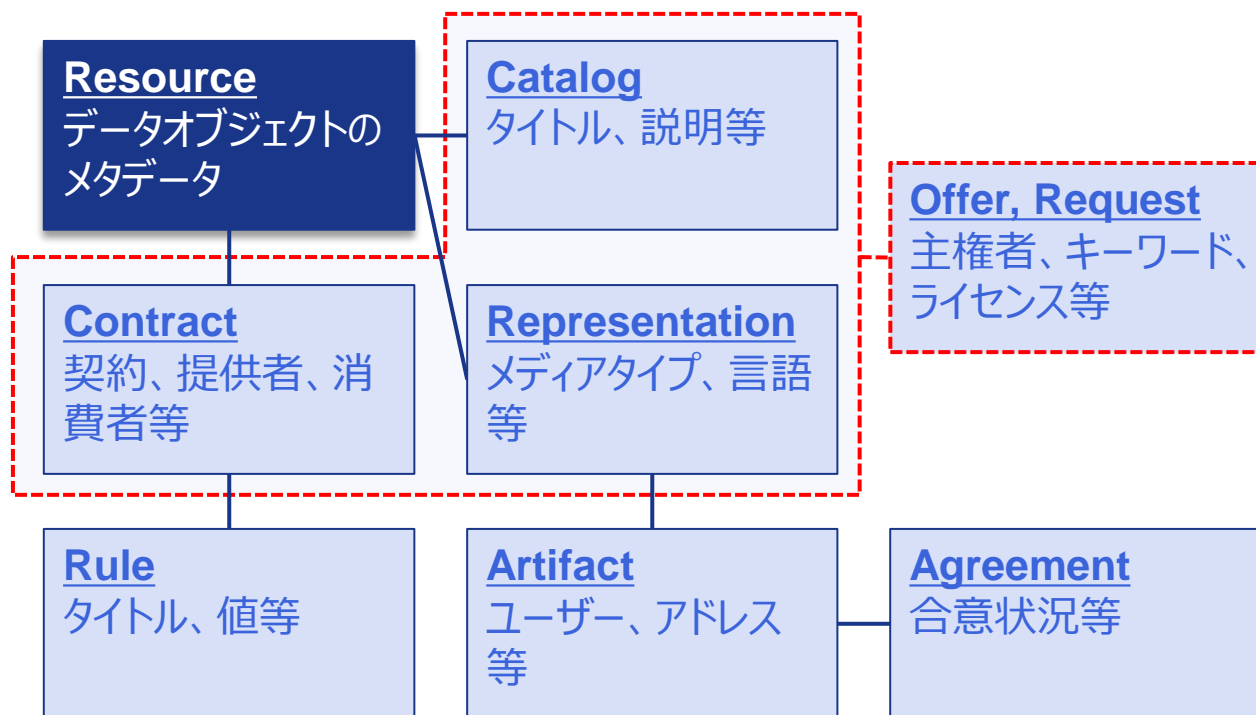 Resource
データオブジェクトの
メタデータ
Catalog
タイトル、説明等
Offer, Request
主権者、キーワード、
ライセンス等
Contract
契約、提供者、消
費者等
Representation
メディアタイプ、言語
等
Rule
タイトル、値等
Artifact
ユーザー、アドレス
等
Agreement
合意状況等